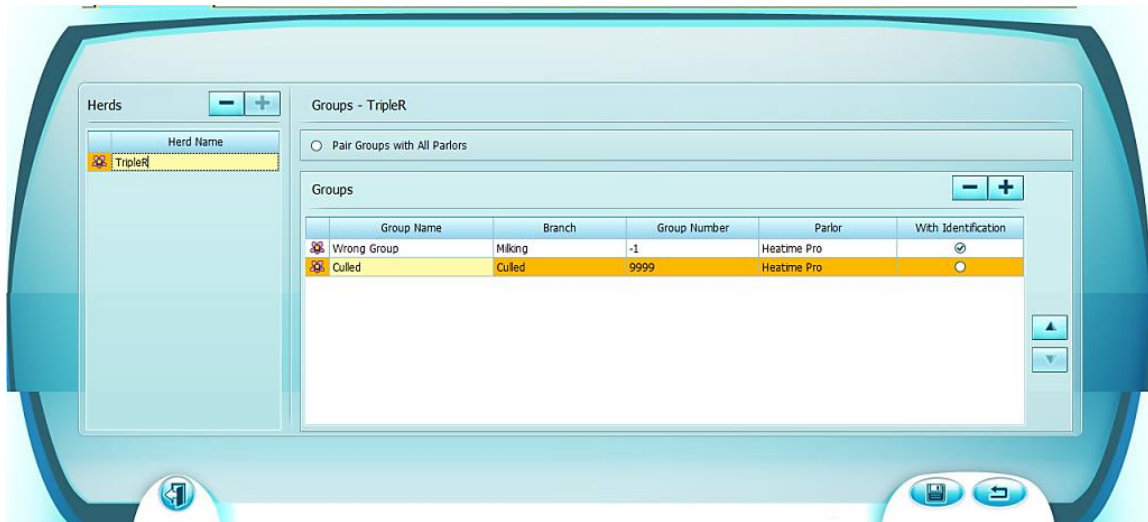 Herds
Groups - TripleR
Herd Name
TripleR
Pair Groups with All Parlors
Groups
Group Name Branch Group Number Parlor With Identification
Wrong Group Milking -1 Heatime Pro
Culled Culled 9999 Heatime Pro